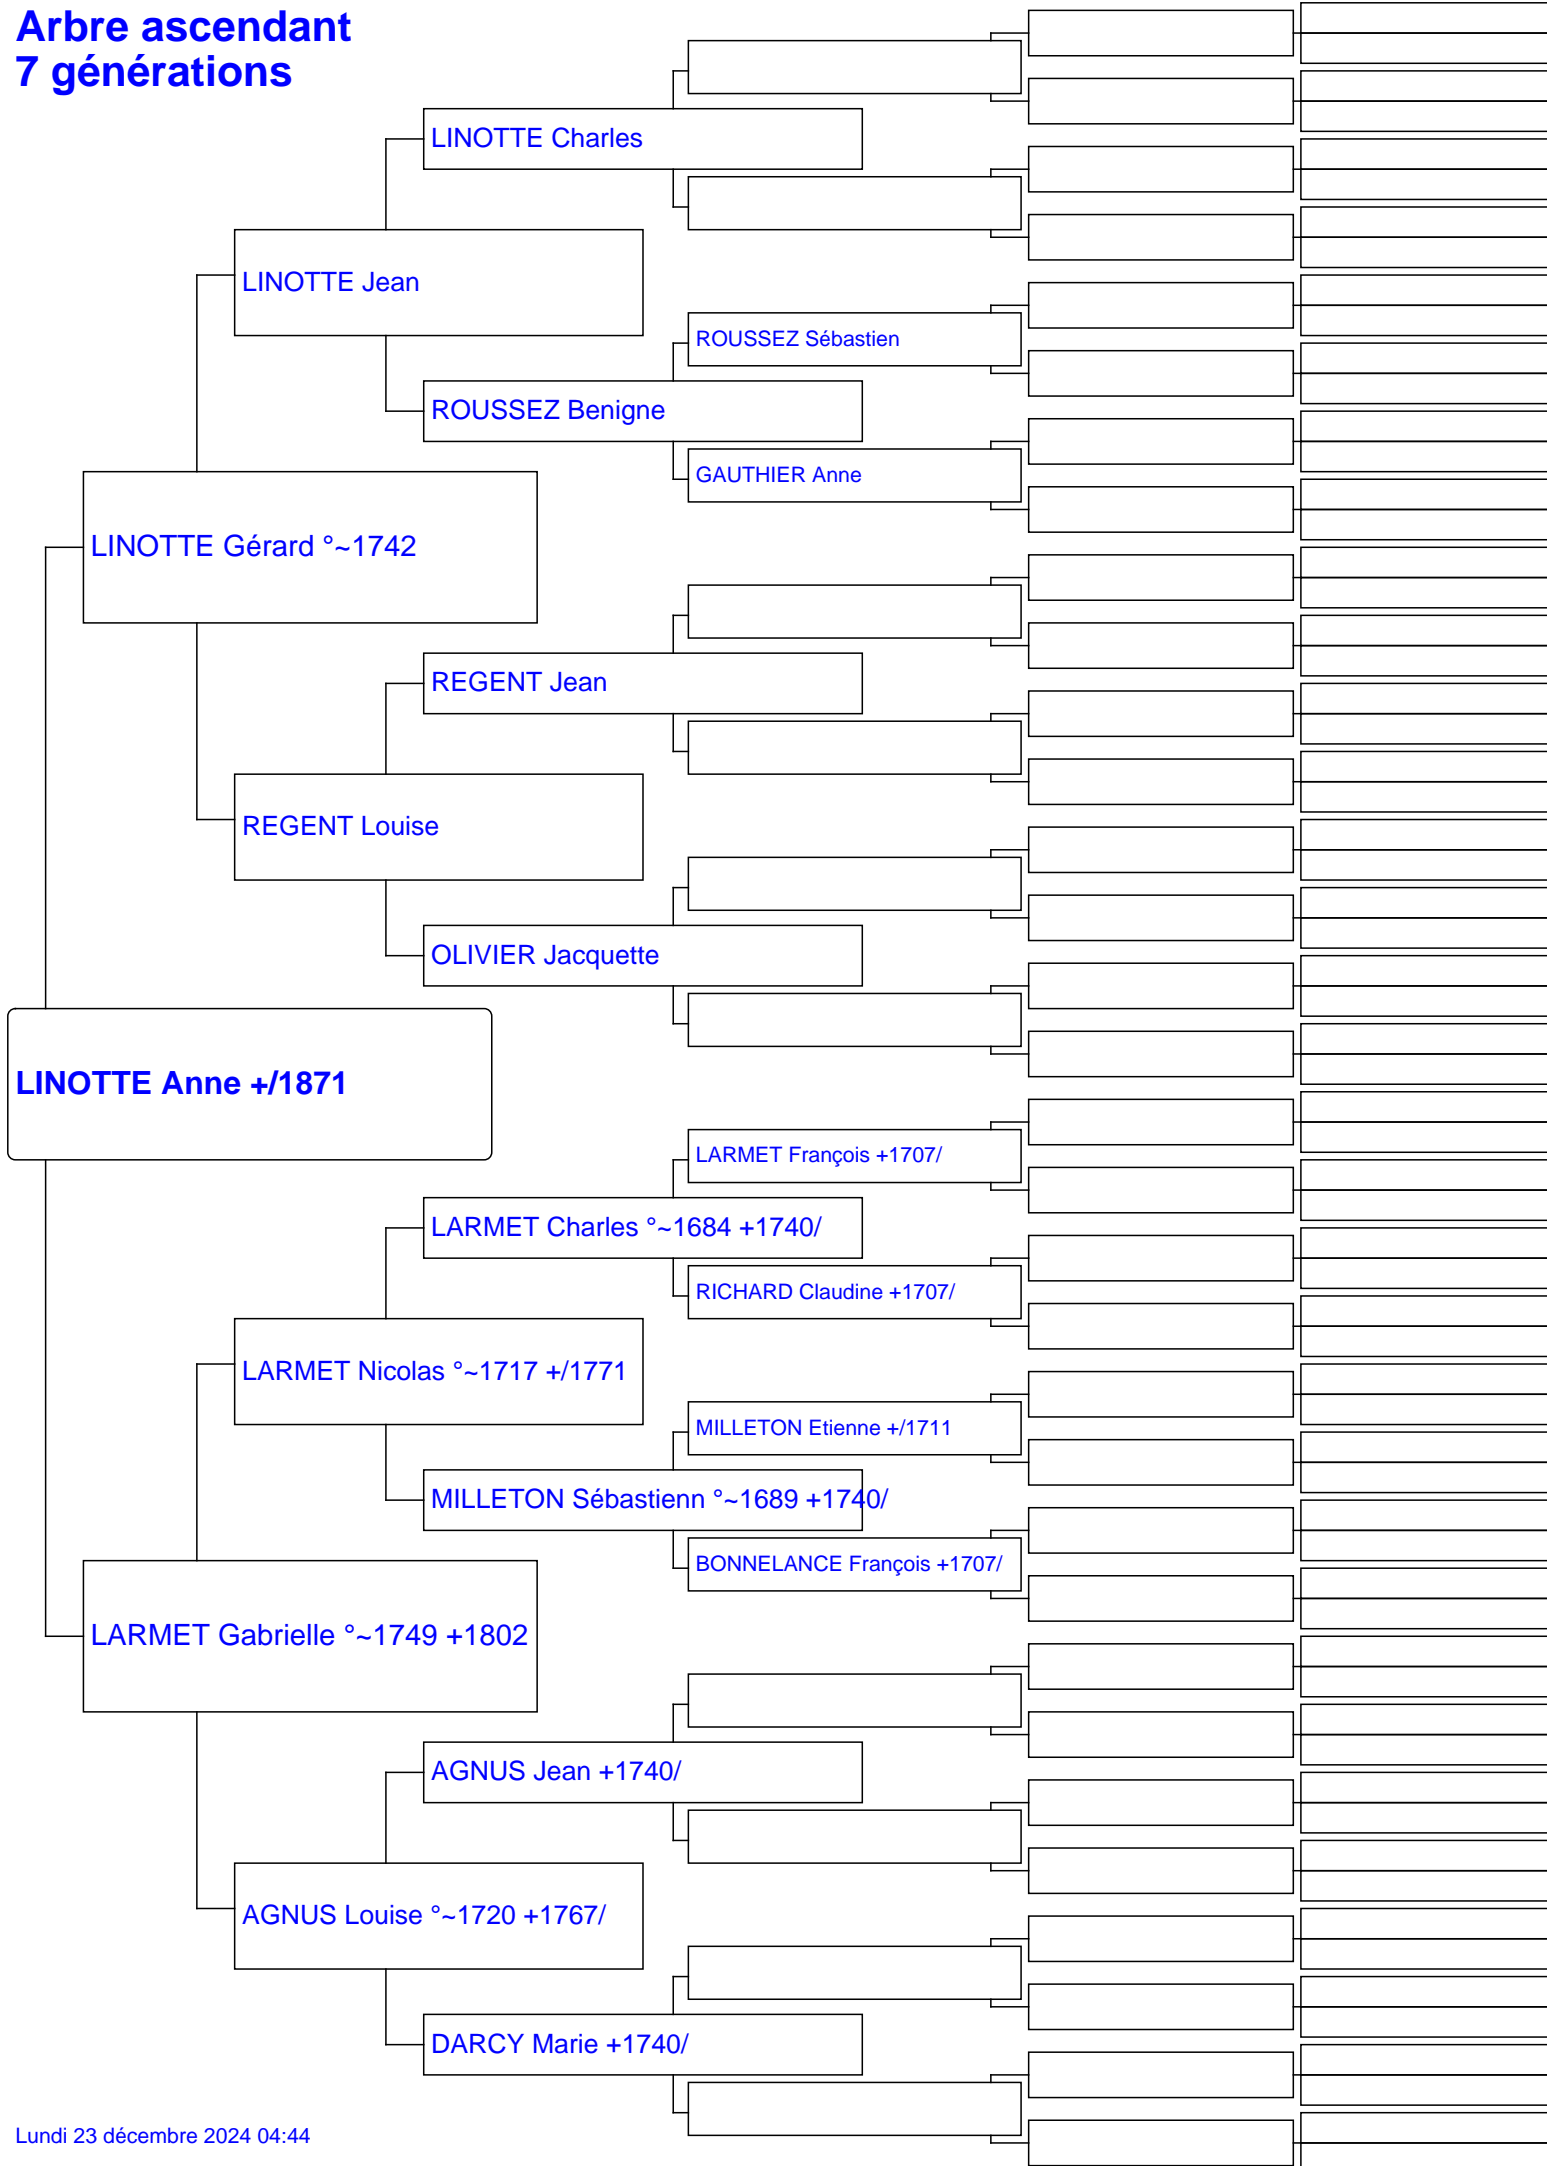 Arbre ascendant
7 générations
LINOTTE Charles
LINOTTE Jean
ROUSSEZ Sébastien
ROUSSEZ Benigne
GAUTHIER Anne
LINOTTE Gérard °~1742
REGENT Jean
REGENT Louise
OLIVIER Jacquette
LINOTTE Anne +/1871
LARMET François +1707/
LARMET Charles °~1684 +1740/
RICHARD Claudine +1707/
LARMET Nicolas °~1717 +/1771
MILLETON Etienne +/1711
MILLETON Sébastienn °~1689 +1740/
BONNELANCE François +1707/
LARMET Gabrielle °~1749 +1802
AGNUS Jean +1740/
AGNUS Louise °~1720 +1767/
DARCY Marie +1740/
Lundi 23 décembre 2024 04:44